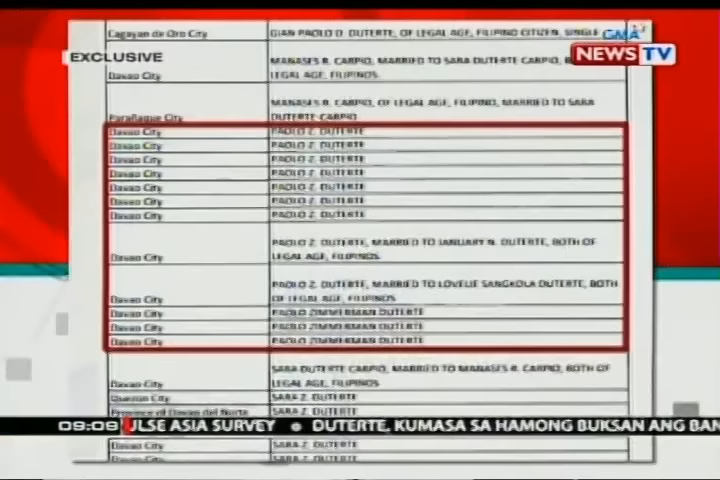 Cagayan de Oro City GIAN PAOLO D. DUTERTE, OF LEGAL AGE, FILIPINO CITIZEN, SINGLE
GMA
EXCLUSIVE
NEWS TV
MANASES R. CARPIO, MARRIED TO SARA DUTERTE CARPIO,
Davao City LEGAL AGE, FILIPINOS
MANASES R. CARPIO, OF LEGAL AGE, FILIPINO, MARRIED TO SARA
Parañaque City DUTERTE-CARPIO
Davao City PAOLO Z. DUTERTE
Davao City PAOLO Z. DUTERTE
Davao City PAOLO Z. DUTERTE
Davao City PAOLO Z. DUTERTE
Davao City PAOLO Z. DUTERTE
Davao City PAOLO Z. DUTERTE
Davao City PAOLO Z. DUTERTE
PAOLO Z. DUTERTE, MARRIED TO JANUARY N. DUTERTE, BOTH OF
Davao City LEGAL AGE, FILIPINOS
PAOLO Z. DUTERTE, MARRIED TO LOVELIE SANGKOLA DUTERTE, BOTH
Davao City OF LEGAL AGE, FILIPINOS
Davao City PAOLO ZIMMERMAN DUTERTE
Davao City PAOLO ZIMMERMAN DUTERTE
Davao City PAOLO ZIMMERMAN DUTERTE
SARA DUTERTE CARPIO, MARRIED TO MANASES R. CARPIO, BOTH OF
Davao City LEGAL AGE, FILIPINOS
Quezon City SARA Z. DUTERTE
Province of Davao del Norte SARA Z. DUTERTE
09:09 ULSE ASIA SURVEY • DUTERTE, KUMASA SA HAMONG BUKSAN ANG BAN
Davao City SARA Z. DUTERTE
Davao City SARA Z. DUTERTE